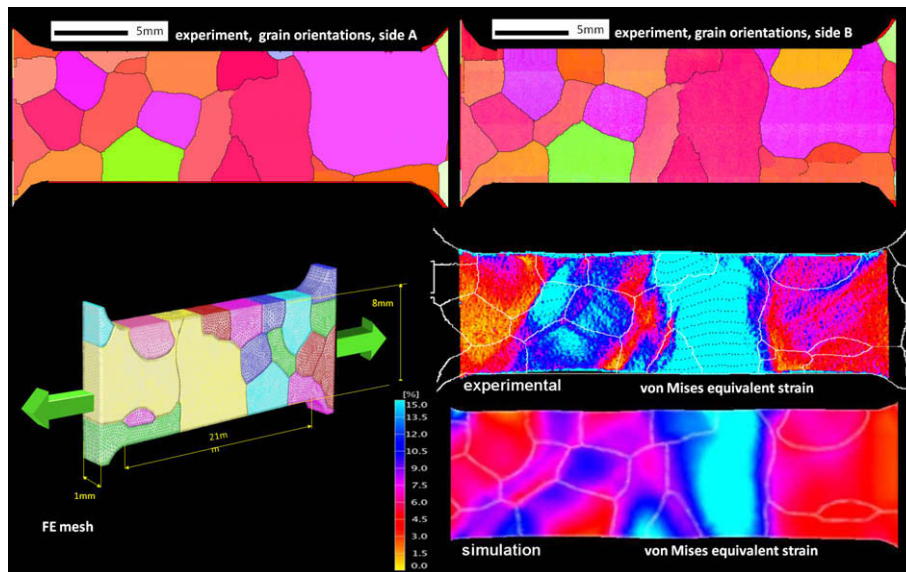 5mm
experiment, grain orientations, side A
5mm
experiment, grain orientations, side B
8mm
21m
m
1mm
FE mesh
[%]
15.0
13.5
12.0
10.5
9.0
7.5
6.0
4.5
3.0
1.5
0.0
experimental
von Mises equivalent strain
simulation
von Mises equivalent strain